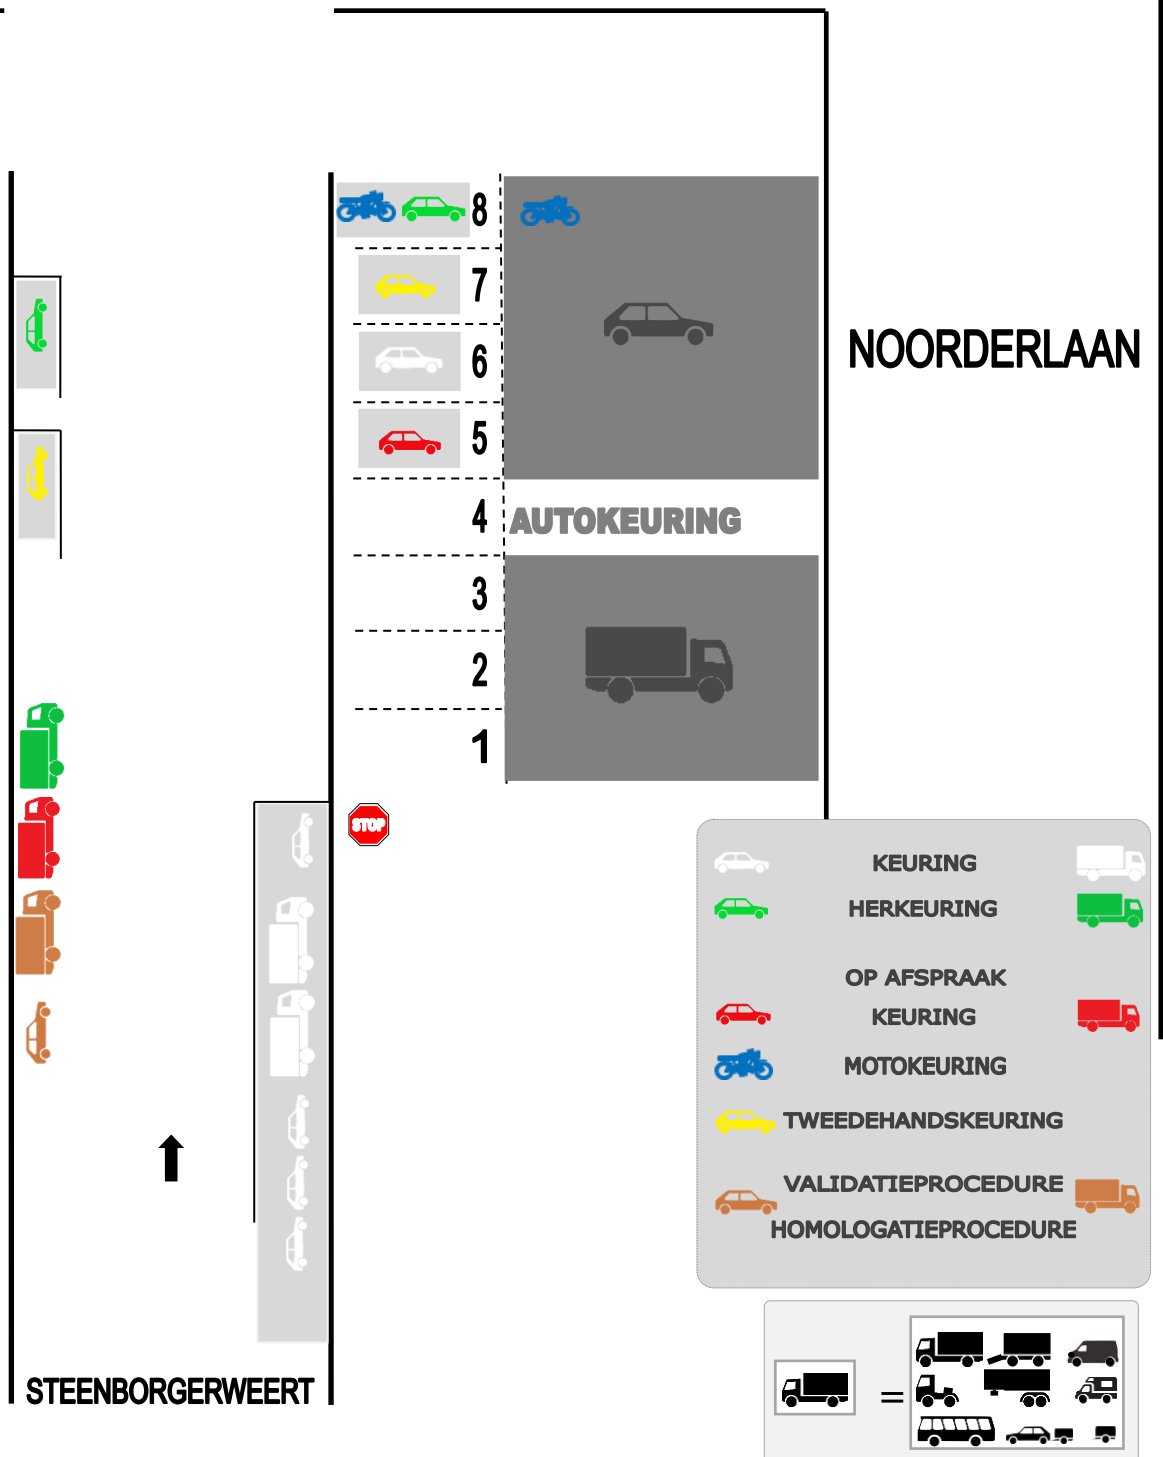 8
7
NOORDERLAAN
6
5
4 AUTOKEURING
3
2
1
STOP
KEURING
HERKEURING
OP AFSPRAAK
KEURING
MOTOKEURING
TWEEDEHANDSKEURING
VALIDATIEPROCEDURE
HOMOLOGATIEPROCEDURE
STEENBORGERWEERT
=